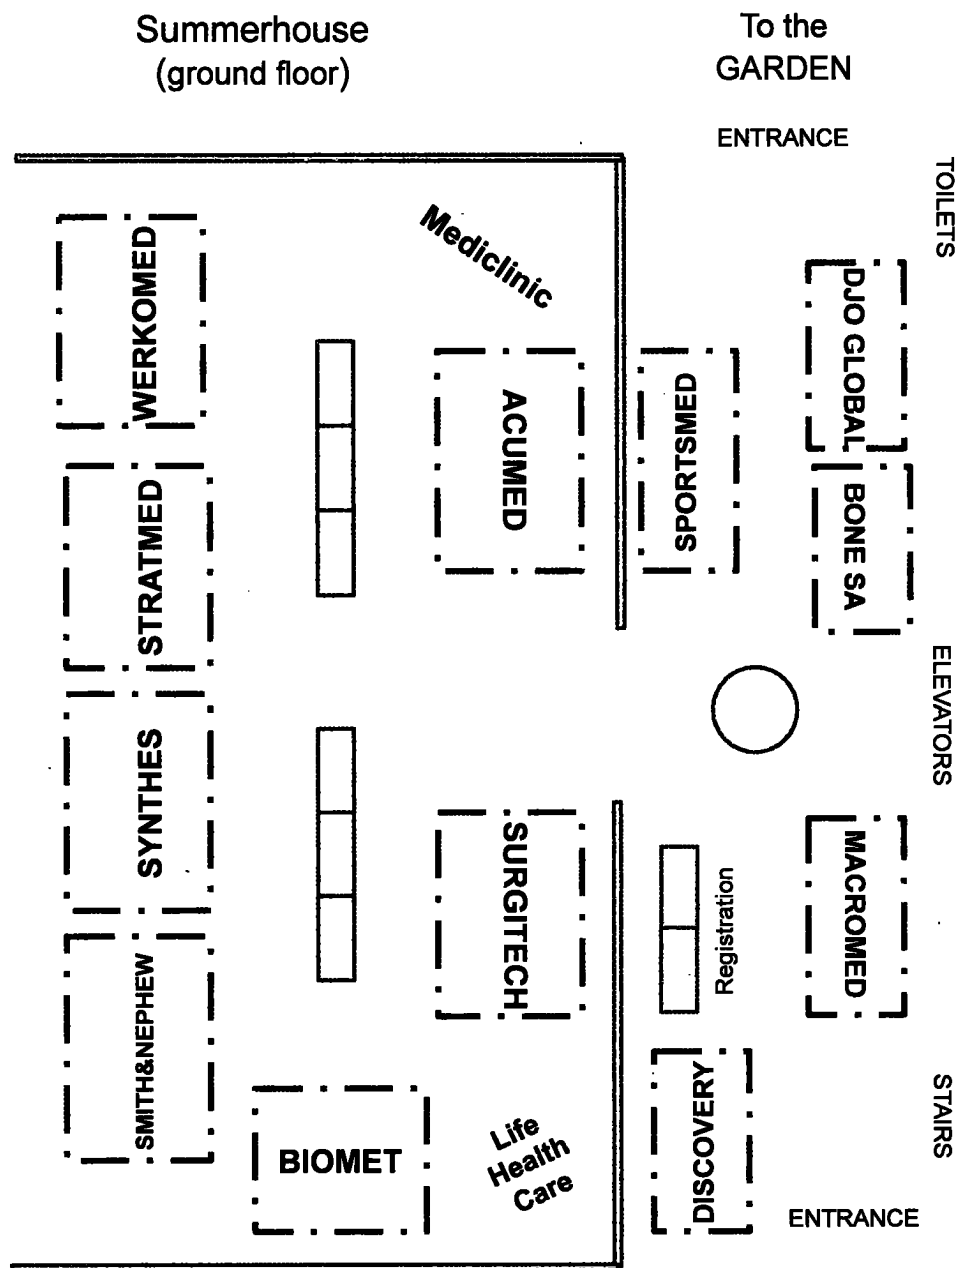 Summerhouse
(ground floor)
To the
GARDEN
ENTRANCE
TOILETS
Mediclinic
WERKOMED
DJO GLOBAL
ACUMED
SPORTSMED
STRATMED
BONE SA
ELEVATORS
SYNTHES
SURGITECH
Registration
MACROMED
SMITH&NEPHEW
BIOMET
Life
Health
Care
DISCOVERY
STAIRS
ENTRANCE